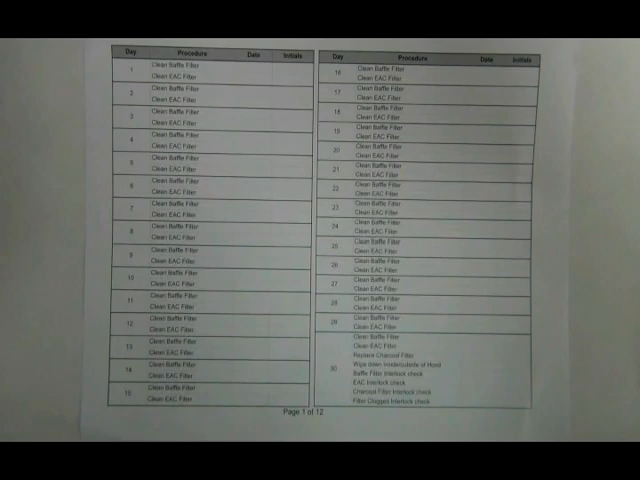 Day Procedure Date Initials
1 Clean Baffle Filter
Clean EAC Filter
2 Clean Baffle Filter
Clean EAC Filter
3 Clean Baffle Filter
Clean EAC Filter
4 Clean Baffle Filter
Clean EAC Filter
5 Clean Baffle Filter
Clean EAC Filter
6 Clean Baffle Filter
Clean EAC Filter
7 Clean Baffle Filter
Clean EAC Filter
8 Clean Baffle Filter
Clean EAC Filter
9 Clean Baffle Filter
Clean EAC Filter
10 Clean Baffle Filter
Clean EAC Filter
11 Clean Baffle Filter
Clean EAC Filter
12 Clean Baffle Filter
Clean EAC Filter
13 Clean Baffle Filter
Clean EAC Filter
14 Clean Baffle Filter
Clean EAC Filter
15 Clean Baffle Filter
Clean EAC Filter
Day Procedure Date Initials
16 Clean Baffle Filter
Clean EAC Filter
17 Clean Baffle Filter
Clean EAC Filter
18 Clean Baffle Filter
Clean EAC Filter
19 Clean Baffle Filter
Clean EAC Filter
20 Clean Baffle Filter
Clean EAC Filter
21 Clean Baffle Filter
Clean EAC Filter
22 Clean Baffle Filter
Clean EAC Filter
23 Clean Baffle Filter
Clean EAC Filter
24 Clean Baffle Filter
Clean EAC Filter
25 Clean Baffle Filter
Clean EAC Filter
26 Clean Baffle Filter
Clean EAC Filter
27 Clean Baffle Filter
Clean EAC Filter
28 Clean Baffle Filter
Clean EAC Filter
29 Clean Baffle Filter
Clean EAC Filter
30 Clean Baffle Filter
Clean EAC Filter
Replace Charcoal Filter
Wipe down inside/outside of Hood
Baffle Filter Interlock check
EAC Interlock check
Charcoal Filter Interlock check
Filter Clogged Interlock check
Page 1 of 12